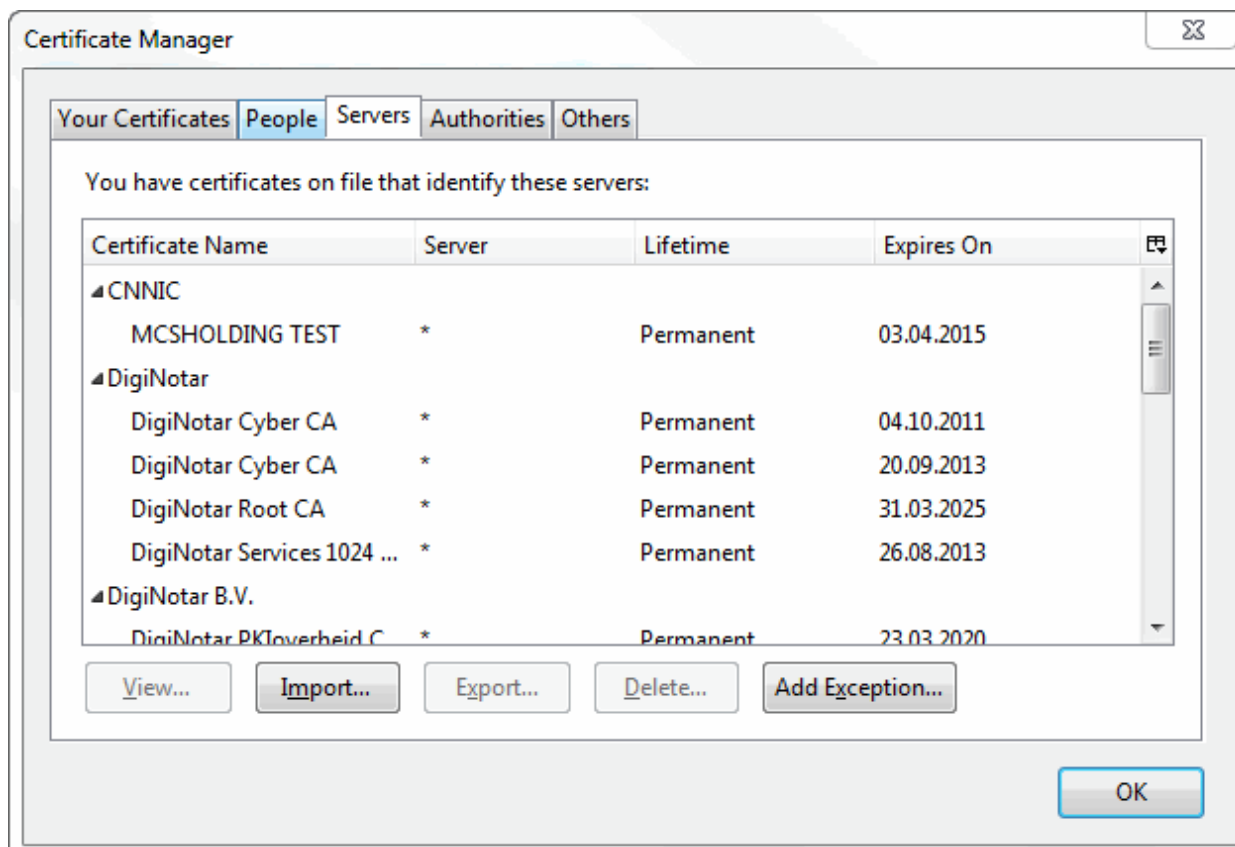 Certificate Manager
Your Certificates People Servers Authorities Others
You have certificates on file that identify these servers:
Certificate Name Server Lifetime Expires On
CNNIC
MCSHOLDING TEST * Permanent 03.04.2015
DigiNotar
DigiNotar Cyber CA * Permanent 04.10.2011
DigiNotar Cyber CA * Permanent 20.09.2013
DigiNotar Root CA * Permanent 31.03.2025
DigiNotar Services 1024 ... * Permanent 26.08.2013
DigiNotar B.V.
DigiNotar PKIoverheid C * Permanent 23.03.2020
View... Import... Export... Delete... Add Exception...
OK